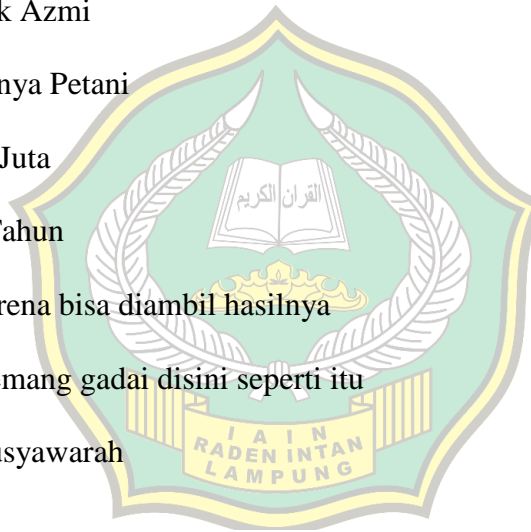 k Azmi
nya Petani
Juta
Tahun
rena bisa diambil hasilnya
القرآن الكريم
emang gadai disini seperti itu
usyawarah
I A I N
RADEN INTAN
LAMPUNG